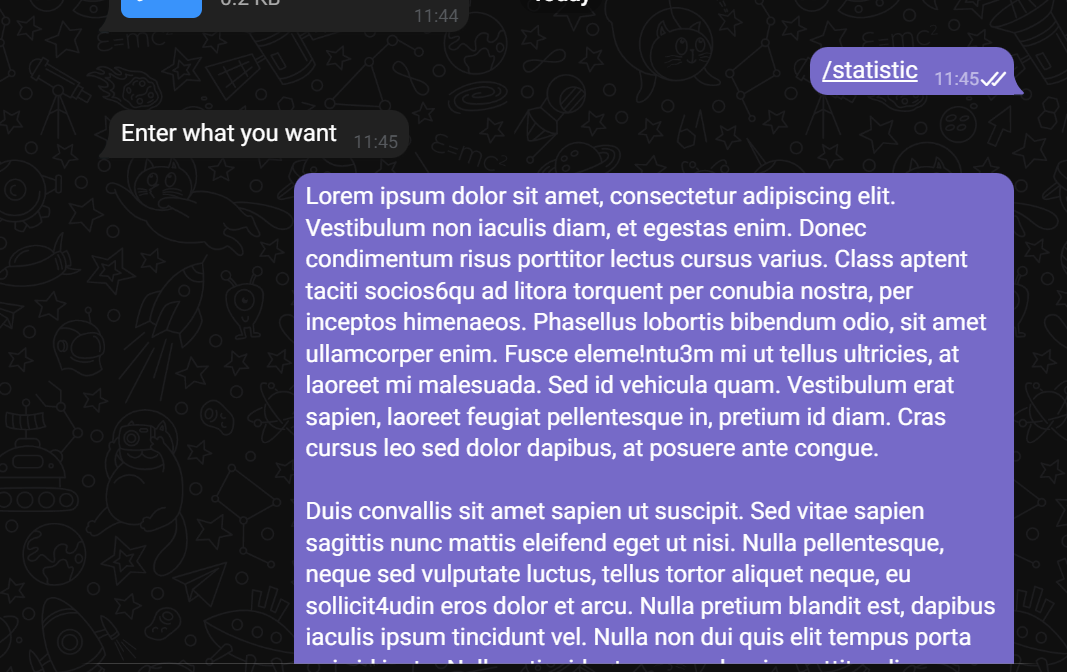 11:44
Today
/statistic 11:45
Enter what you want 11:45
Lorem ipsum dolor sit amet, consectetur adipiscing elit.
Vestibulum non iaculis diam, et egestas enim. Donec
condimentum risus porttitor lectus cursus varius. Class aptent
taciti socios6qu ad litora torquent per conubia nostra, per
inceptos himenaeos. Phasellus lobortis bibendum odio, sit amet
ullamcorper enim. Fusce eleme!ntu3m mi ut tellus ultricies, at
laoreet mi malesuada. Sed id vehicula quam. Vestibulum erat
sapien, laoreet feugiat pellentesque in, pretium id diam. Cras
cursus leo sed dolor dapibus, at posuere ante congue.
Duis convallis sit amet sapien ut suscipit. Sed vitae sapien
sagittis nunc mattis eleifend eget ut nisi. Nulla pellentesque,
neque sed vulputate luctus, tellus tortor aliquet neque, eu
sollicit4udin eros dolor et arcu. Nulla pretium blandit est, dapibus
iaculis ipsum tincidunt vel. Nulla non dui quis elit tempus porta